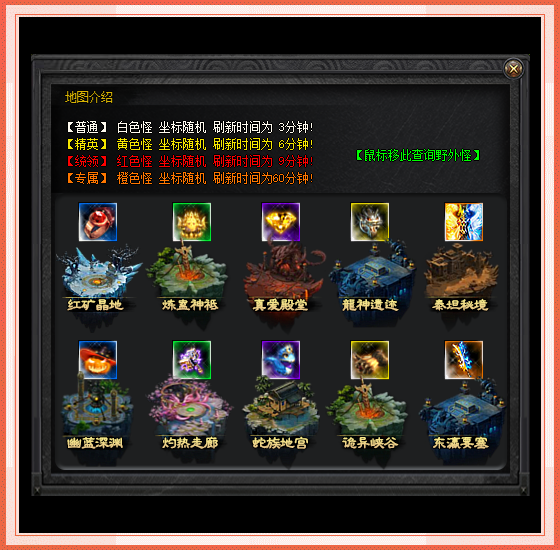 地图介绍
【普通】 白色怪 坐标随机 刷新时间为 3分钟!
【精英】 黄色怪 坐标随机 刷新时间为 6分钟!
【统领】 红色怪 坐标随机 刷新时间为 9分钟!
【专属】 橙色怪 坐标随机 刷新时间为60分钟!
【鼠标移此查询野外怪】
红矿晶地 炼蛊神祗 真爱殿堂 龍神遗迹 泰坦秘境
幽蓝深渊 灼热走廊 蛇族地宫 诡异峡谷 东瀛要塞